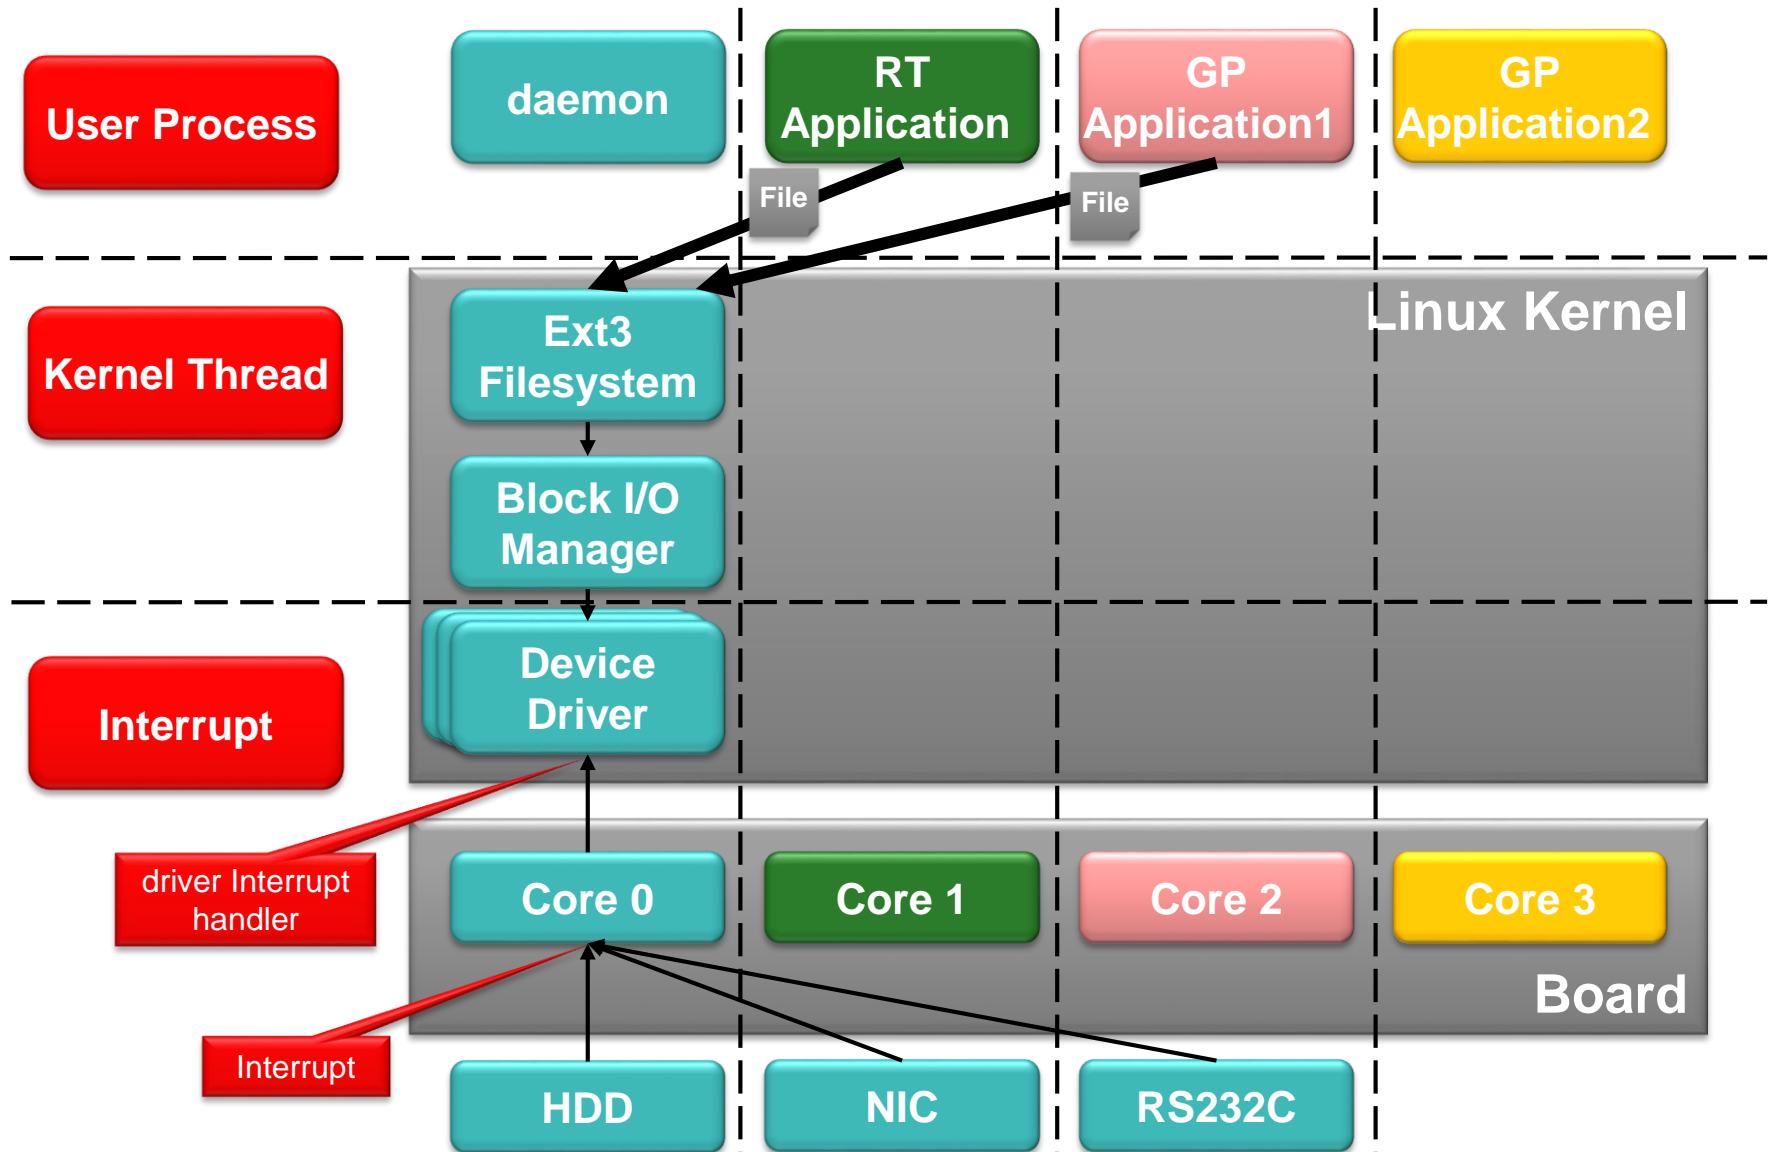 User Process
daemon
RT
Application
GP
Application1
GP
Application2
File
File
Linux Kernel
Kernel Thread
Ext3
Filesystem
Block I/O
Manager
Interrupt
Device
Driver
driver Interrupt
handler
Core 0
Core 1
Core 2
Core 3
Board
Interrupt
HDD
NIC
RS232C